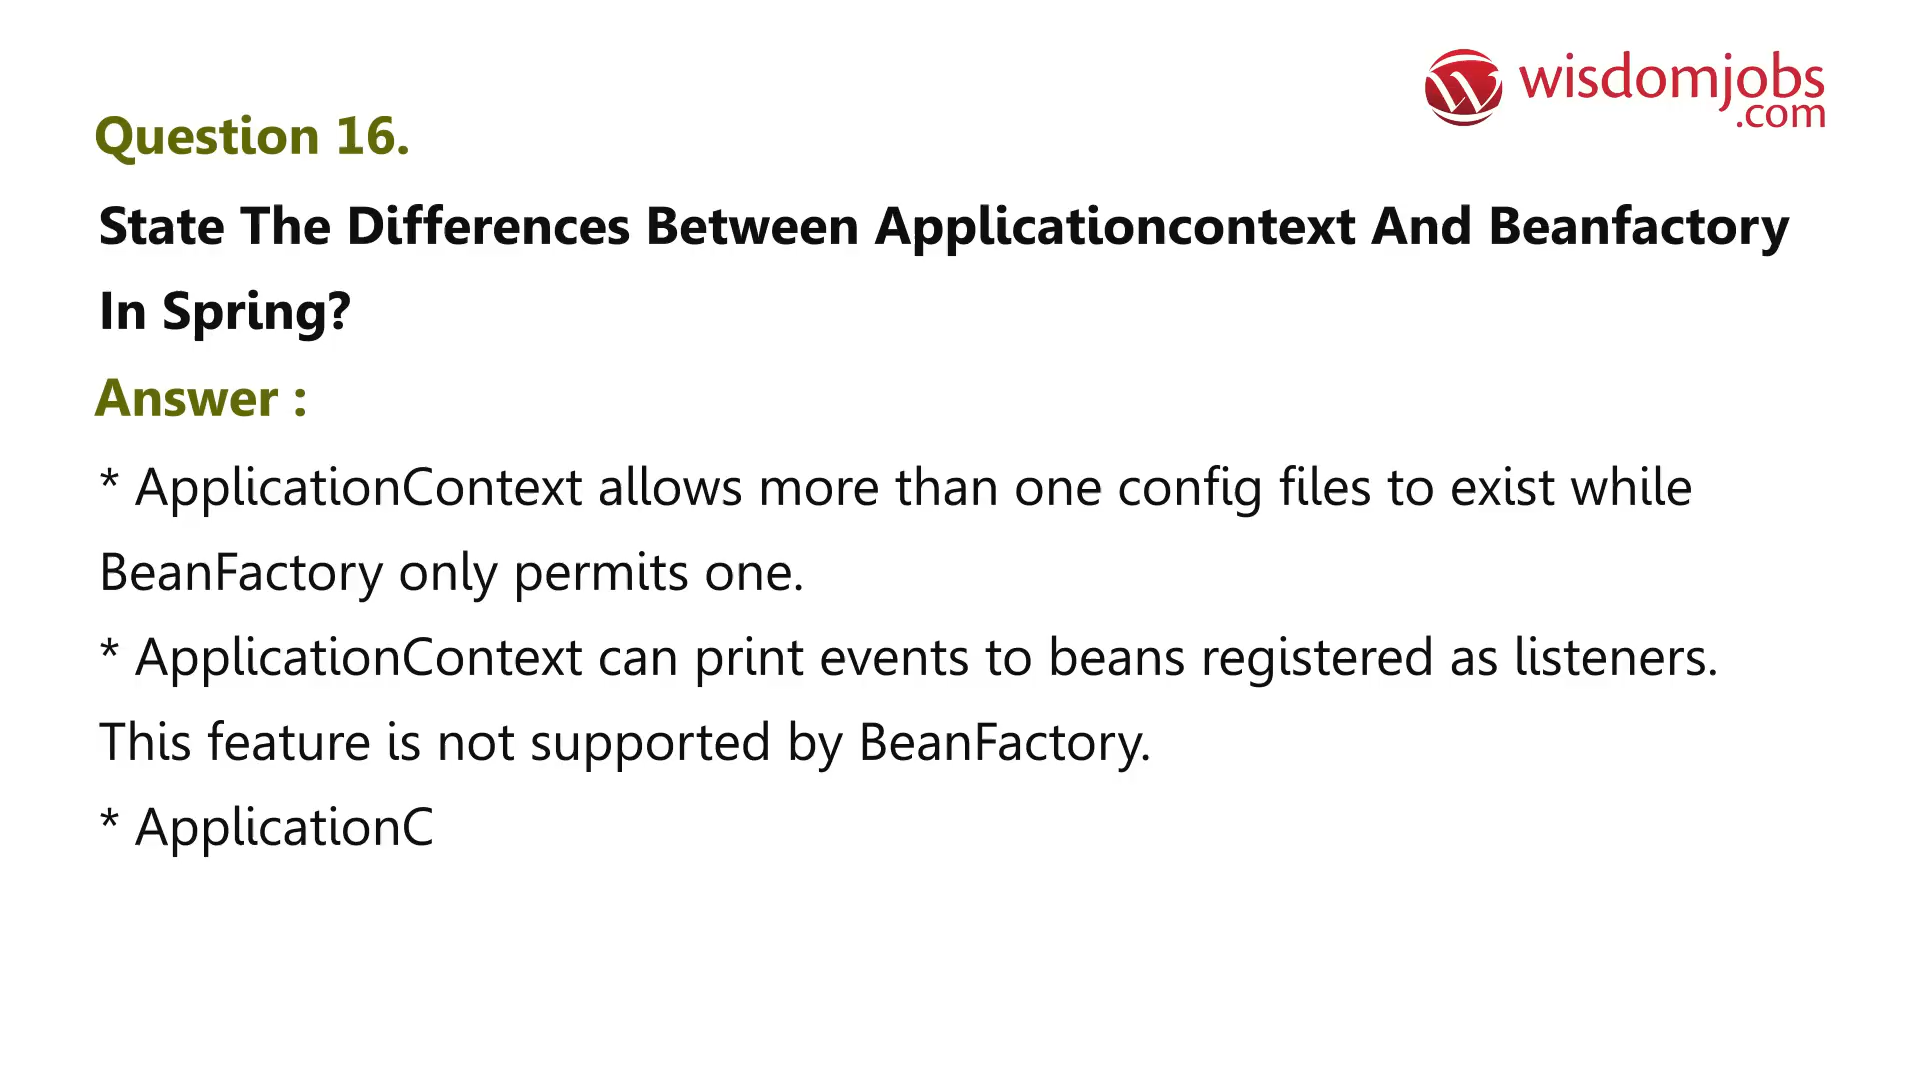 wisdomjobs
.com
Question 16.
State The Differences Between Applicationcontext And Beanfactory
In Spring?
Answer :
* ApplicationContext allows more than one config files to exist while
BeanFactory only permits one.
* ApplicationContext can print events to beans registered as listeners.
This feature is not supported by BeanFactory.
* ApplicationC